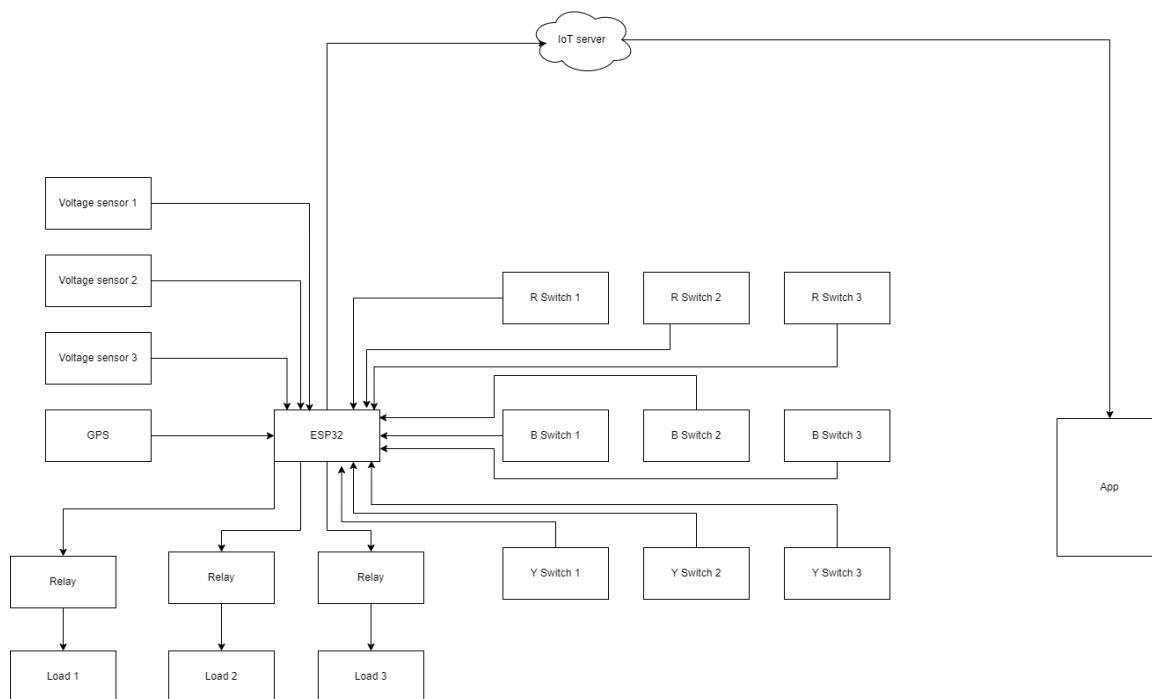 IoT server
Voltage sensor 1
Voltage sensor 2
R Switch 1
R Switch 2
R Switch 3
Voltage sensor 3
GPS
ESP32
B Switch 1
B Switch 2
B Switch 3
App
Relay
Relay
Relay
Y Switch 1
Y Switch 2
Y Switch 3
Load 1
Load 2
Load 3